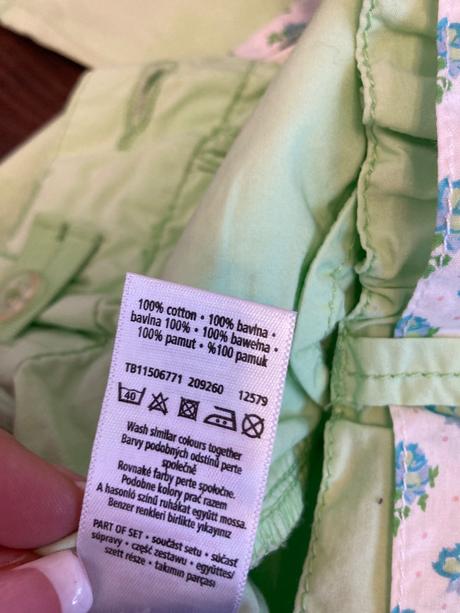 100% cotton • 100% bavlna •
bavlna 100% • 100% bawełna •
100% pamut • %100 pamuk
TB11506771 209260 12579
40
Wash similar colours together
Barvy podobných odstínů perte
společně
Rovnaké farby perte spoločne.
Podobne kolory prać razem
A hasonló színű ruhákat együtt mossa.
Benzer renkleri birlikte yıkayınız
PART OF SET • součást setu • súčasť
súpravy • część zestawu • együttes/
szett része • takımın parçası